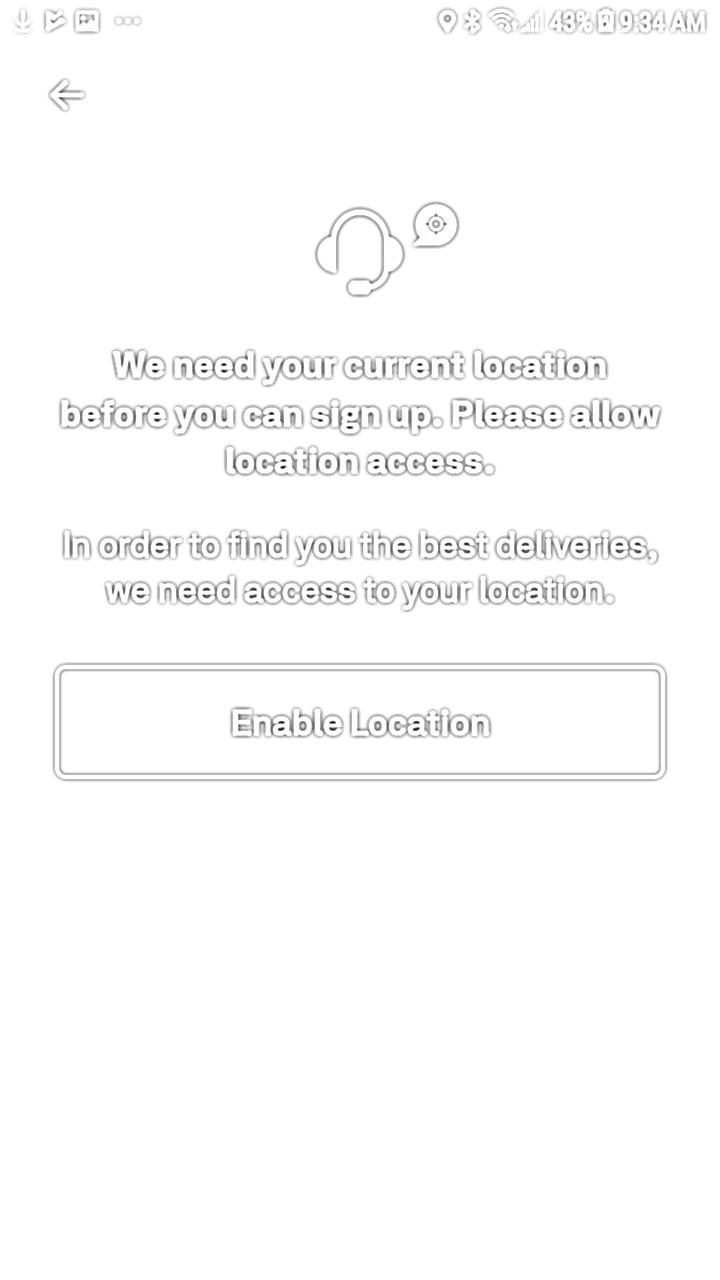 43% 9:34 AM
We need your current location
before you can sign up. Please allow
location access.
In order to find you the best deliveries,
we need access to your location.
Enable Location